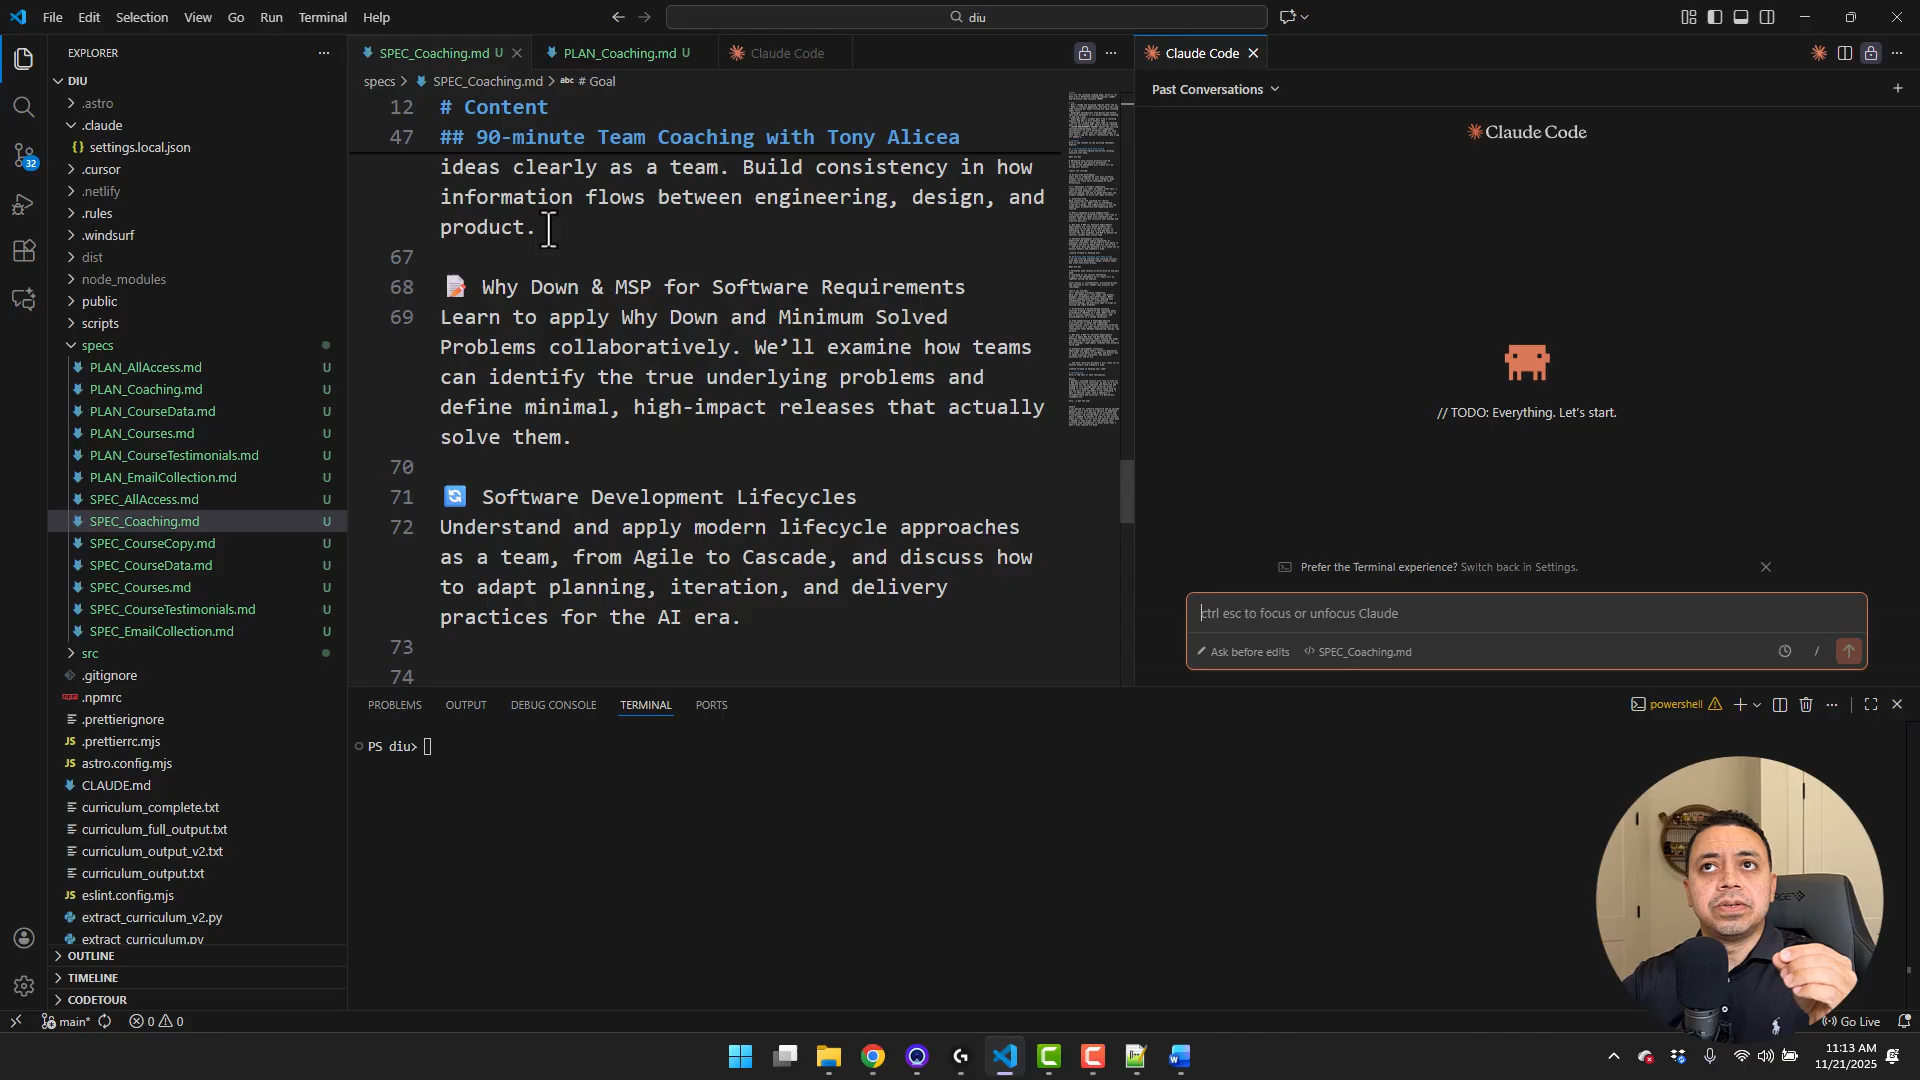 File Edit Selection View Go Run Terminal Help
diu
EXPLORER
DIU
.astro
.claude
settings.local.json
.cursor
.netlify
.rules
.windsurf
dist
node_modules
public
scripts
specs
PLAN_AllAccess.md U
PLAN_Coaching.md U
PLAN_CourseData.md U
PLAN_Courses.md U
PLAN_CourseTestimonials.md U
PLAN_EmailCollection.md U
SPEC_AllAccess.md U
SPEC_Coaching.md U
SPEC_CourseCopy.md U
SPEC_CourseData.md U
SPEC_Courses.md U
SPEC_CourseTestimonials.md U
SPEC_EmailCollection.md U
src
.gitignore
.npmrc
.prettierignore
.prettierrc.mjs
astro.config.mjs
CLAUDE.md
curriculum_complete.txt
curriculum_full_output.txt
curriculum_output_v2.txt
curriculum_output.txt
eslint.config.mjs
extract_curriculum_v2.py
extract_curriculum.py
OUTLINE
TIMELINE
CODETOUR
32
SPEC_Coaching.md U
PLAN_Coaching.md U
Claude Code
specs > SPEC_Coaching.md > abc # Goal
12 # Content
47 ## 90-minute Team Coaching with Tony Alicea
ideas clearly as a team. Build consistency in how
information flows between engineering, design, and
product.
67
68 📝 Why Down & MSP for Software Requirements
69 Learn to apply Why Down and Minimum Solved
Problems collaboratively. We’ll examine how teams
can identify the true underlying problems and
define minimal, high-impact releases that actually
solve them.
70
71 🔄 Software Development Lifecycles
72 Understand and apply modern lifecycle approaches
as a team, from Agile to Cascade, and discuss how
to adapt planning, iteration, and delivery
practices for the AI era.
73
74
Claude Code
Past Conversations
Claude Code
// TODO: Everything. Let's start.
Prefer the Terminal experience? Switch back in Settings.
ctrl esc to focus or unfocus Claude
Ask before edits SPEC_Coaching.md /
PROBLEMS OUTPUT DEBUG CONSOLE TERMINAL PORTS
powershell
PS diu>
main* 0 0
Go Live
11:13 AM
11/21/2025